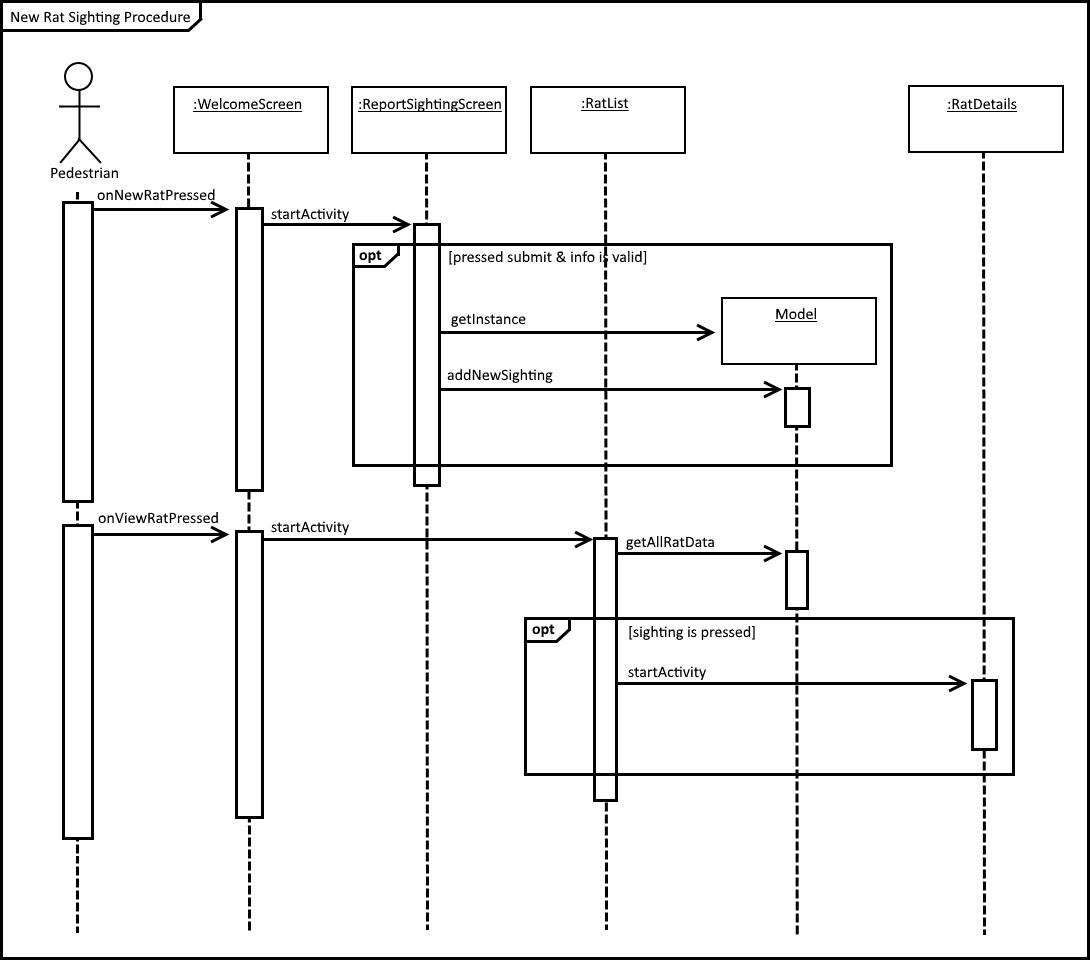 New Rat Sighting Procedure
:WelcomeScreen
:ReportSightingScreen
:RatList
:RatDetails
Pedestrian
onNewRatPressed
startActivity
opt
[pressed submit & info is valid]
getInstance
Model
addNewSighting
onViewRatPressed
startActivity
getAllRatData
opt
[sighting is pressed]
startActivity